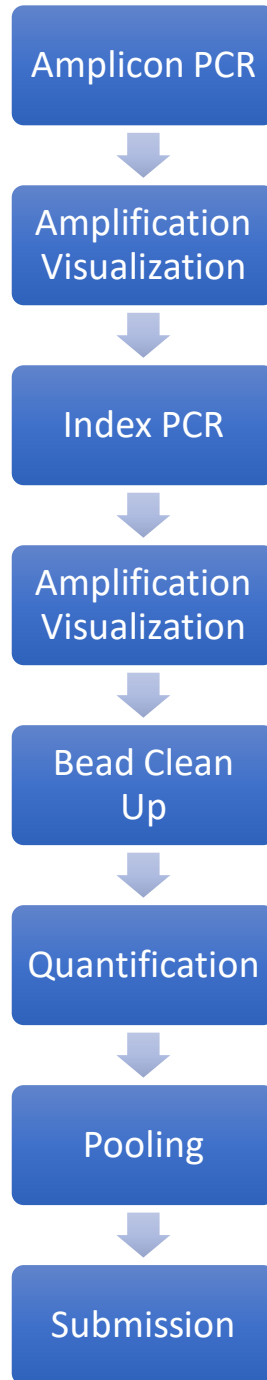 Amplicon PCR
Amplification
Visualization
Index PCR
Amplification
Visualization
Bead Clean
Up
Quantification
Pooling
Submission